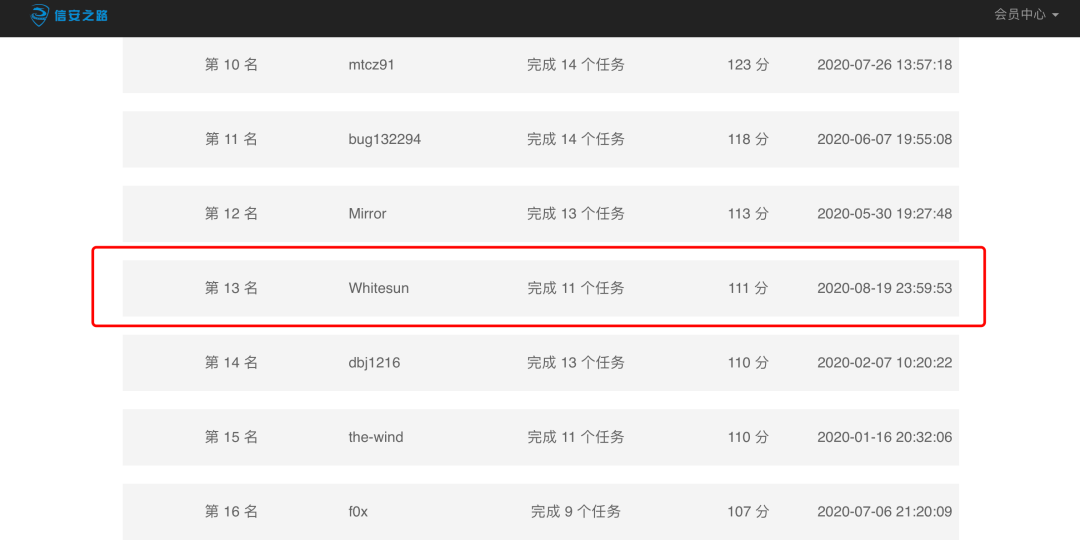 信安之路 会员中心
第 10 名 mtcz91 完成 14 个任务 123 分 2020-07-26 13:57:18
第 11 名 bug132294 完成 14 个任务 118 分 2020-06-07 19:55:08
第 12 名 Mirror 完成 13 个任务 113 分 2020-05-30 19:27:48
第 13 名 Whitesun 完成 11 个任务 111 分 2020-08-19 23:59:53
第 14 名 dbj1216 完成 13 个任务 110 分 2020-02-07 10:20:22
第 15 名 the-wind 完成 11 个任务 110 分 2020-01-16 20:32:06
第 16 名 f0x 完成 9 个任务 107 分 2020-07-06 21:20:09